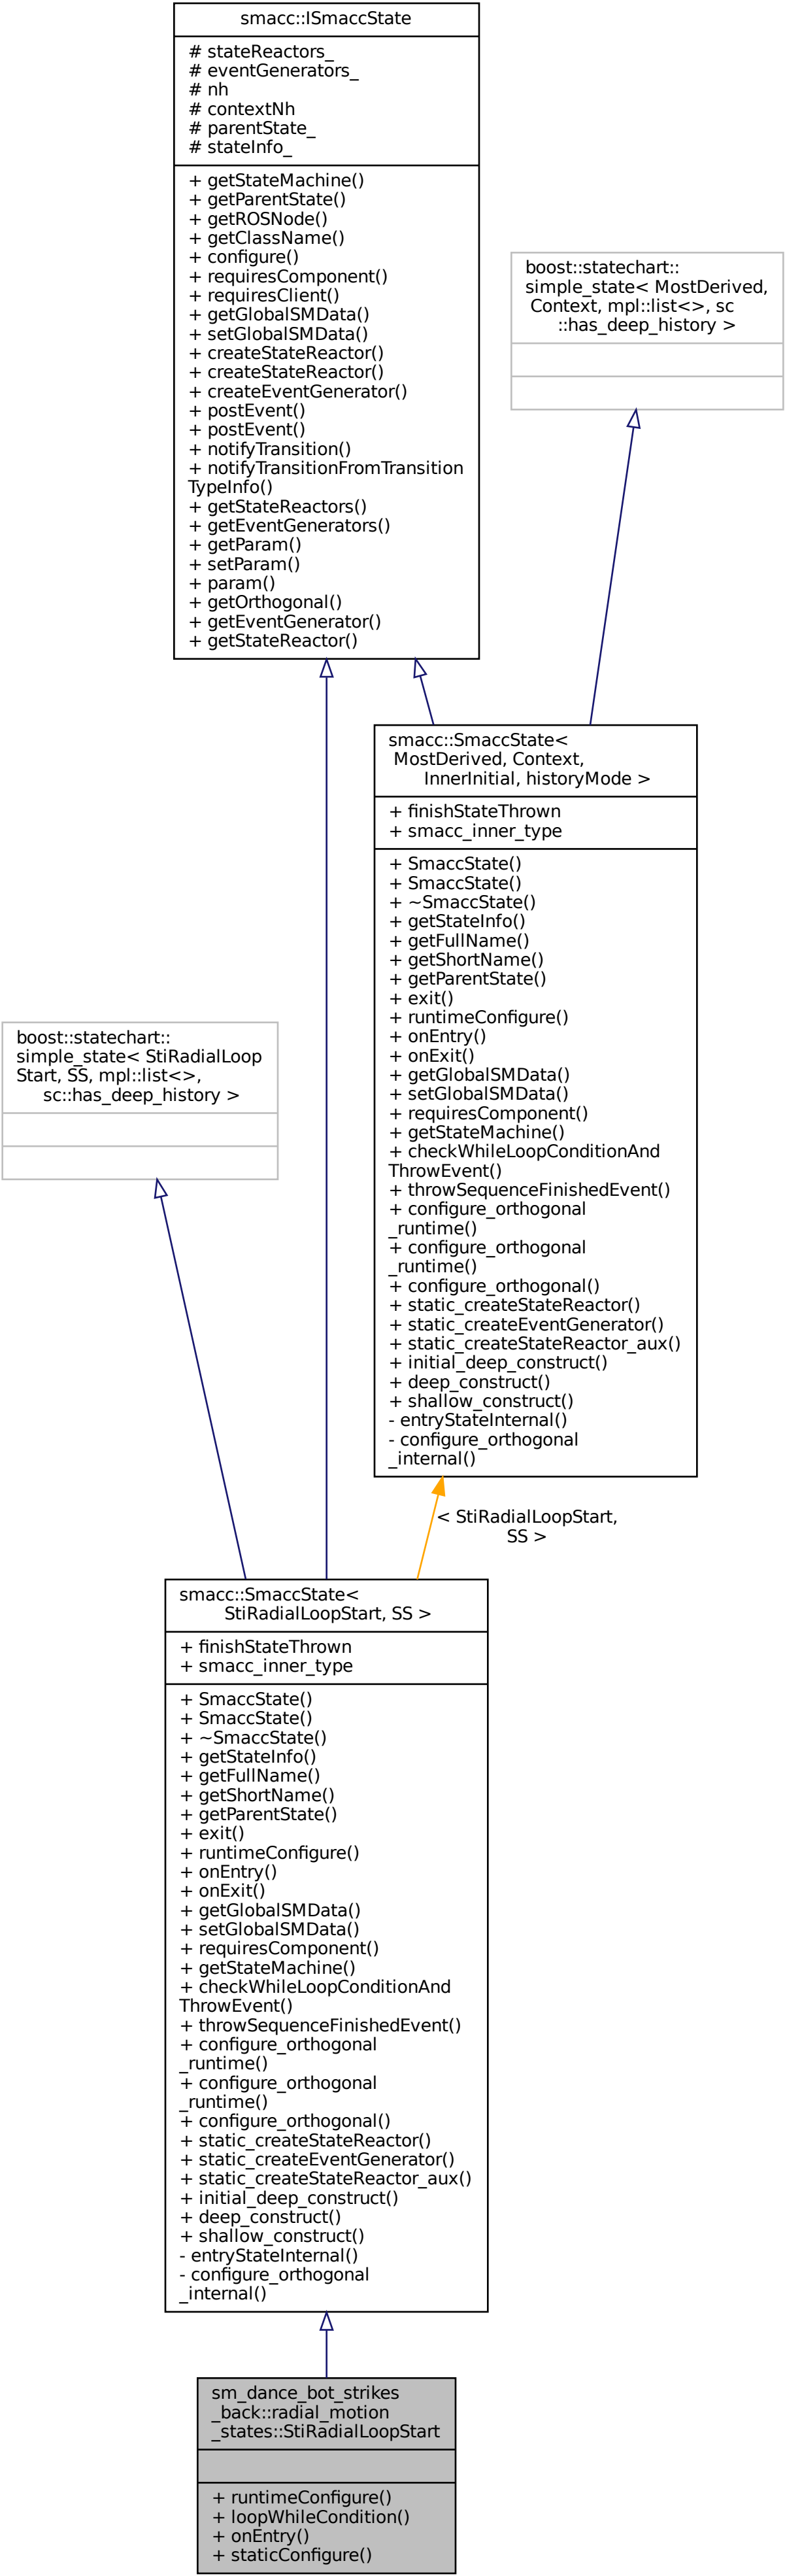 smacc::ISmaccState
# stateReactors_
# eventGenerators_
# nh
# contextNh
# parentState_
# stateInfo_
+ getStateMachine()
+ getParentState()
+ getROSNode()
+ getClassName()
+ configure()
+ requiresComponent()
+ requiresClient()
+ getGlobalSMData()
+ setGlobalSMData()
+ createStateReactor()
+ createStateReactor()
+ createEventGenerator()
+ postEvent()
+ postEvent()
+ notifyTransition()
+ notifyTransitionFromTransition
TypeInfo()
+ getStateReactors()
+ getEventGenerators()
+ getParam()
+ setParam()
+ param()
+ getOrthogonal()
+ getEventGenerator()
+ getStateReactor()
boost::statechart::
simple_state< MostDerived,
Context, mpl::list<>, sc
::has_deep_history >
smacc::SmaccState<
MostDerived, Context,
InnerInitial, historyMode >
+ finishStateThrown
+ smacc_inner_type
+ SmaccState()
+ SmaccState()
+ ~SmaccState()
+ getStateInfo()
+ getFullName()
+ getShortName()
+ getParentState()
+ exit()
+ runtimeConfigure()
+ onEntry()
+ onExit()
+ getGlobalSMData()
+ setGlobalSMData()
+ requiresComponent()
+ getStateMachine()
+ checkWhileLoopConditionAnd
ThrowEvent()
+ throwSequenceFinishedEvent()
+ configure_orthogonal
_runtime()
+ configure_orthogonal
_runtime()
+ configure_orthogonal()
+ static_createStateReactor()
+ static_createEventGenerator()
+ static_createStateReactor_aux()
+ initial_deep_construct()
+ deep_construct()
+ shallow_construct()
- entryStateInternal()
- configure_orthogonal
_internal()
boost::statechart::
simple_state< StiRadialLoop
Start, SS, mpl::list<>,
sc::has_deep_history >
< StiRadialLoopStart,
SS >
smacc::SmaccState<
StiRadialLoopStart, SS >
+ finishStateThrown
+ smacc_inner_type
+ SmaccState()
+ SmaccState()
+ ~SmaccState()
+ getStateInfo()
+ getFullName()
+ getShortName()
+ getParentState()
+ exit()
+ runtimeConfigure()
+ onEntry()
+ onExit()
+ getGlobalSMData()
+ setGlobalSMData()
+ requiresComponent()
+ getStateMachine()
+ checkWhileLoopConditionAnd
ThrowEvent()
+ throwSequenceFinishedEvent()
+ configure_orthogonal
_runtime()
+ configure_orthogonal
_runtime()
+ configure_orthogonal()
+ static_createStateReactor()
+ static_createEventGenerator()
+ static_createStateReactor_aux()
+ initial_deep_construct()
+ deep_construct()
+ shallow_construct()
- entryStateInternal()
- configure_orthogonal
_internal()
sm_dance_bot_strikes
_back::radial_motion
_states::StiRadialLoopStart
+ runtimeConfigure()
+ loopWhileCondition()
+ onEntry()
+ staticConfigure()